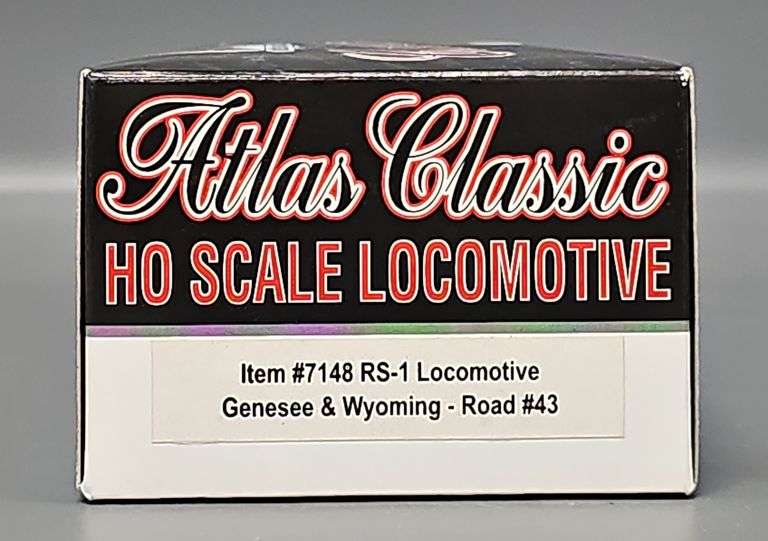 Atlas Classic
HO SCALE LOCOMOTIVE
Item #7148 RS-1 Locomotive
Genesee & Wyoming - Road #43